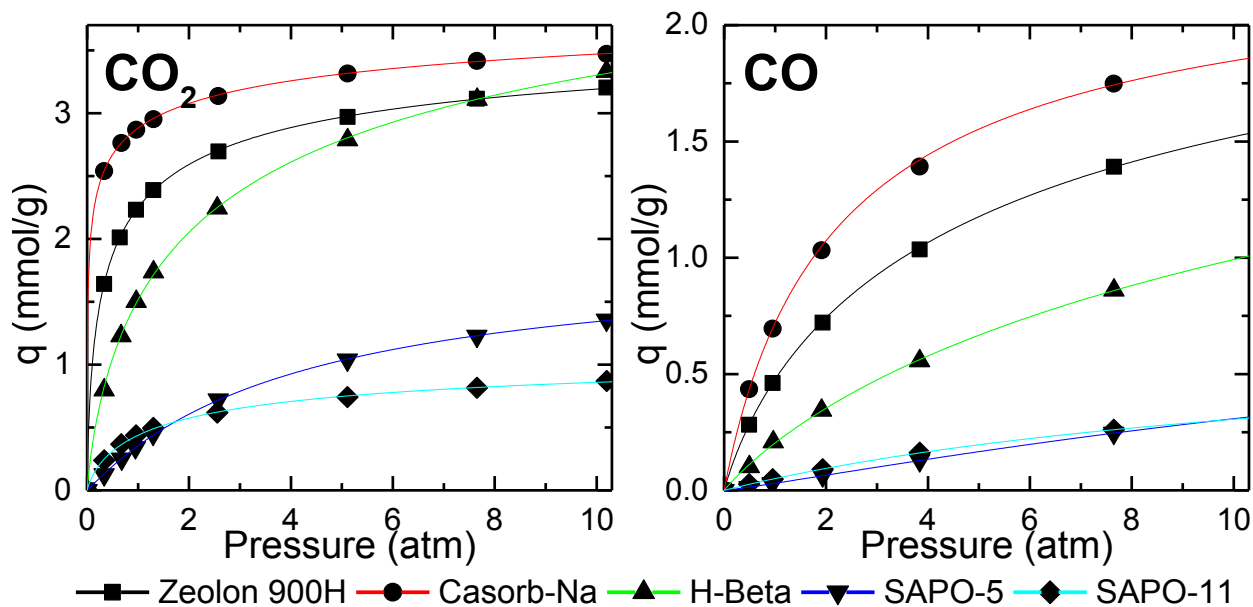 CO2
q (mmol/g)
3
2
1
0
0 2 4 6 8 10
Pressure (atm)
CO
q (mmol/g)
2.0
1.5
1.0
0.5
0.0
0 2 4 6 8 10
Pressure (atm)
Zeolon 900H Casorb-Na H-Beta SAPO-5 SAPO-11